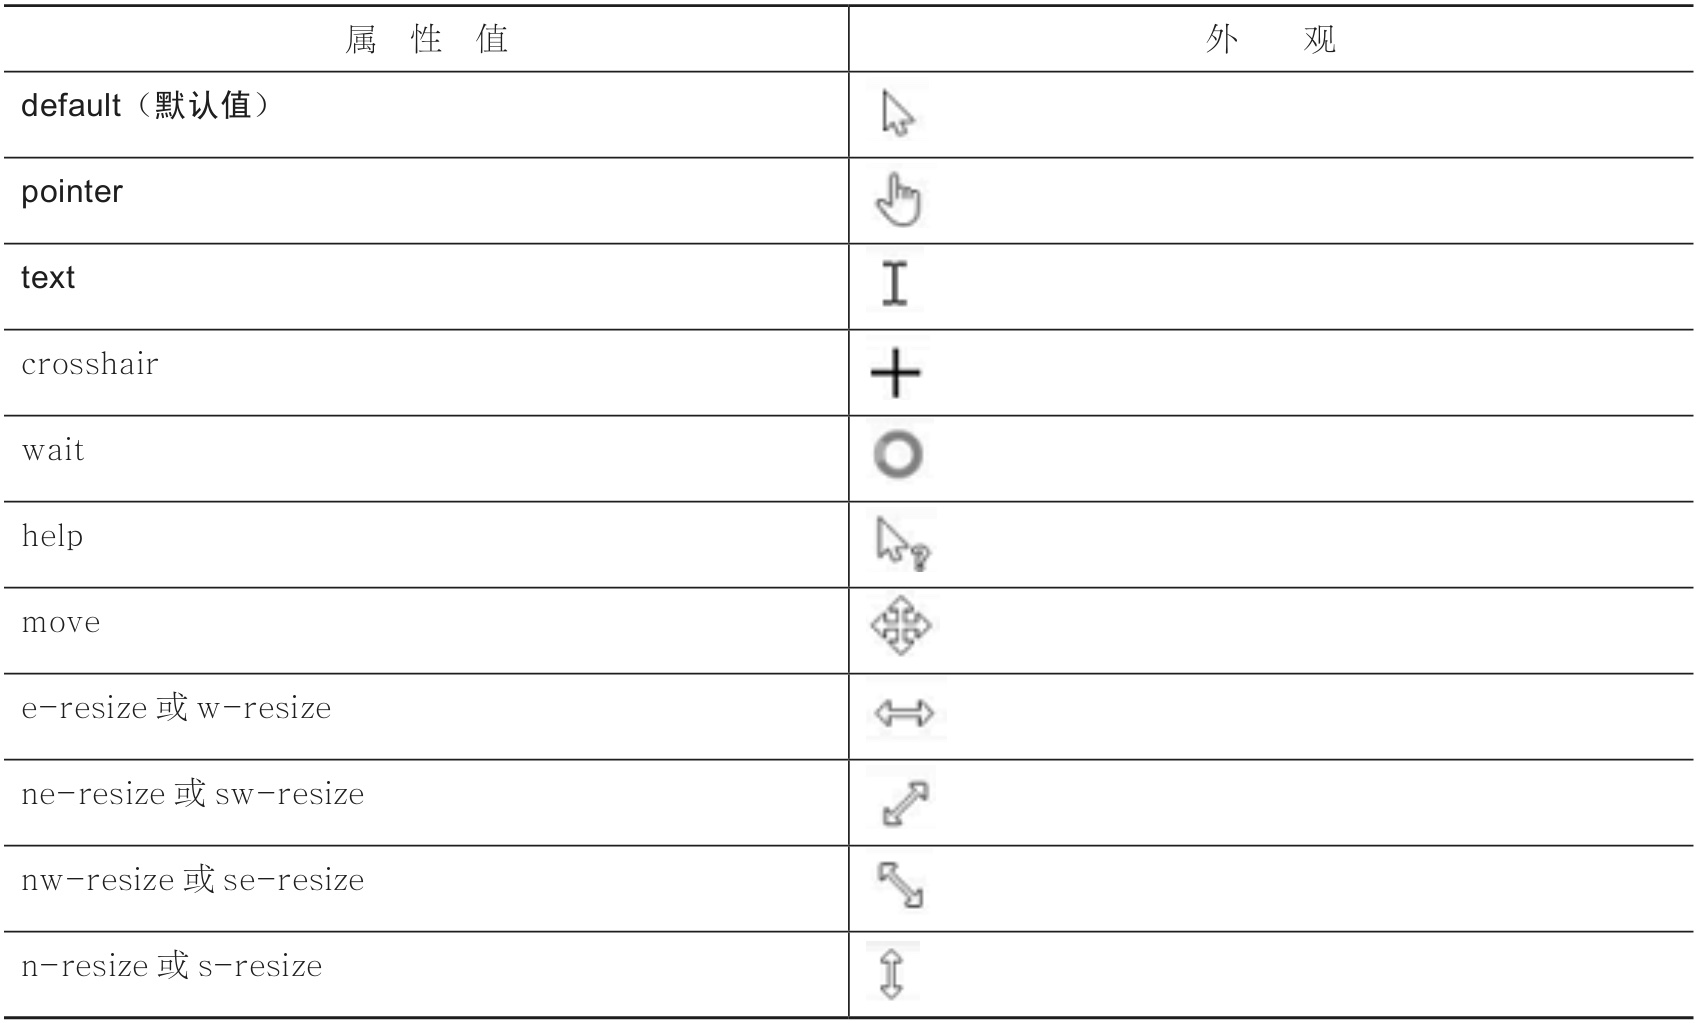 属 性 值 外 观
default（默认值）
pointer
text
crosshair
wait
help
move
e-resize 或 w-resize
ne-resize 或 sw-resize
nw-resize 或 se-resize
n-resize 或 s-resize